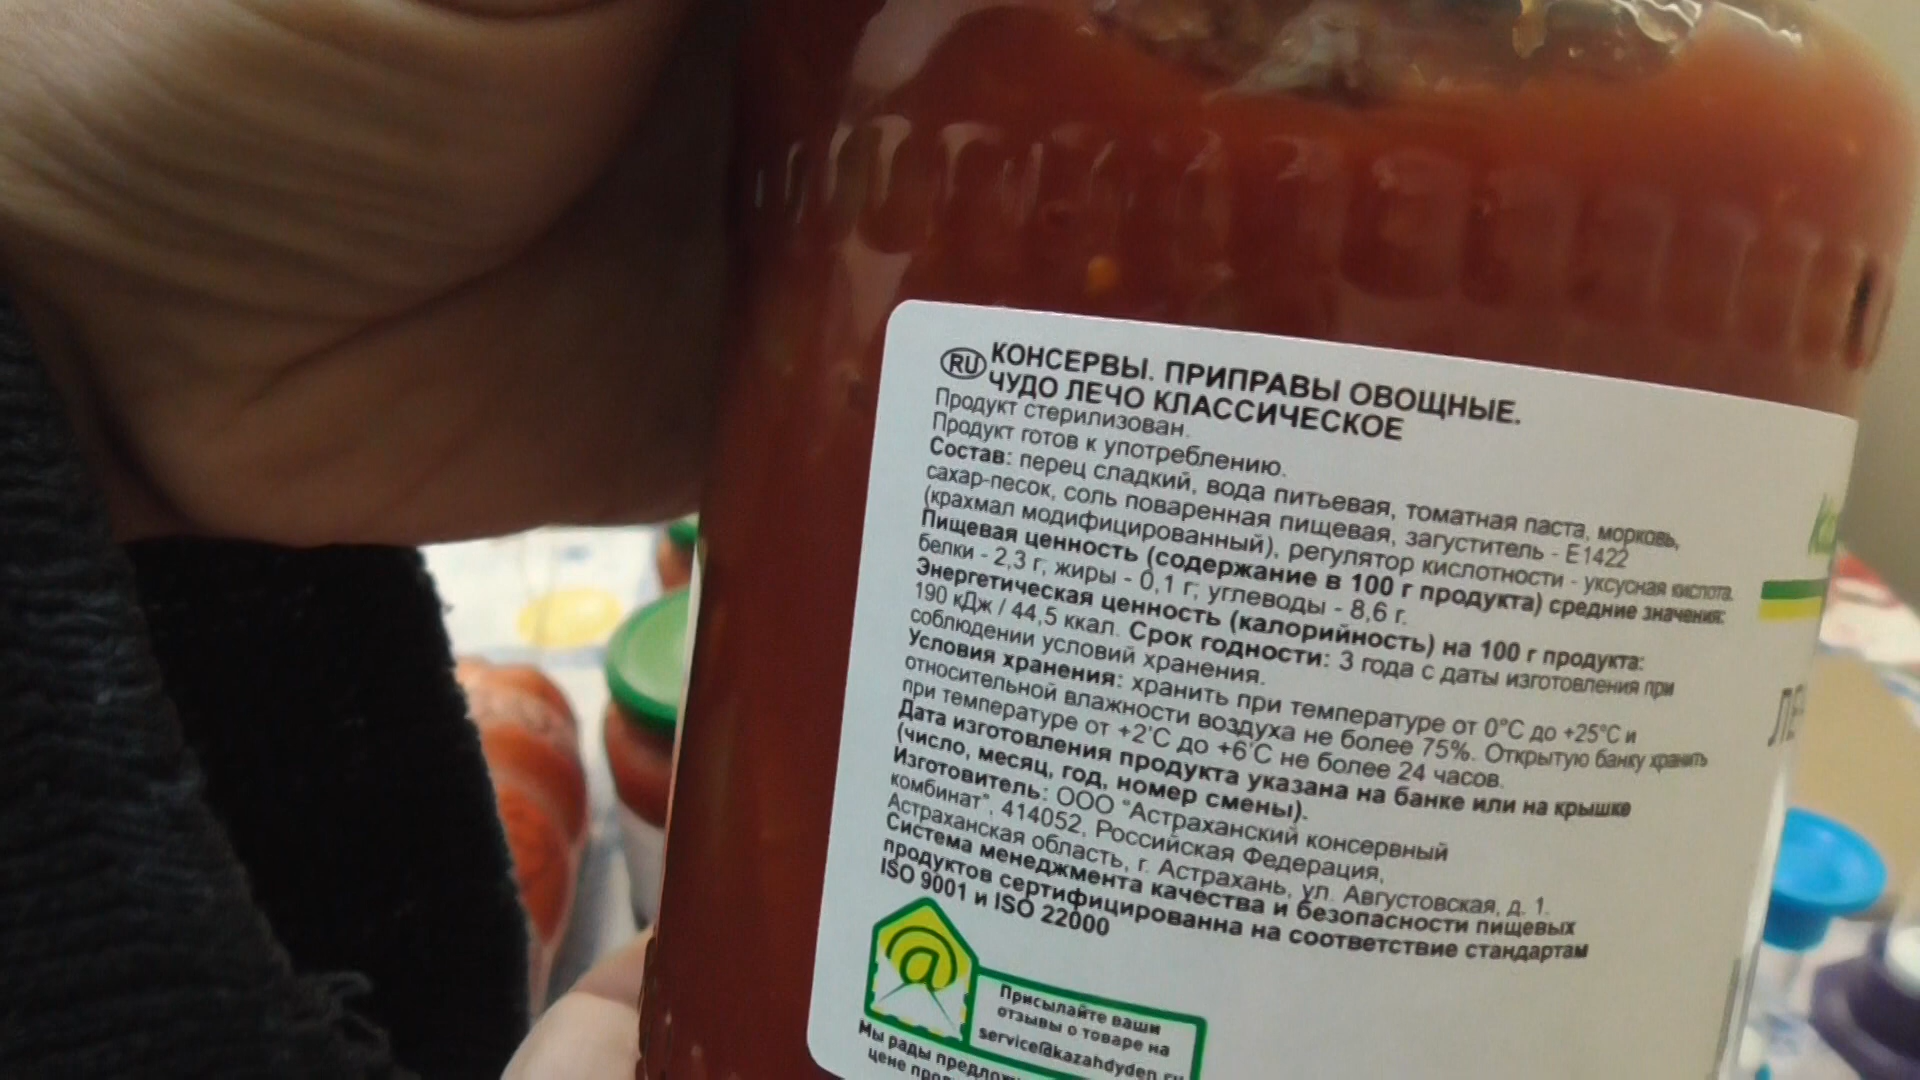 RU КОНСЕРВЫ. ПРИПРАВЫ ОВОЩНЫЕ.
ЧУДО ЛЕЧО КЛАССИЧЕСКОЕ
Продукт стерилизован.
Продукт готов к употреблению.
Состав: перец сладкий, вода питьевая, томатная паста, морковь,
сахар-песок, соль поваренная пищевая, загуститель - Е1422
(крахмал модифицированный), регулятор кислотности - уксусная кислота.
Пищевая ценность (содержание в 100 г продукта) средние значения:
белки - 2,3 г; жиры - 0,1 г; углеводы - 8,6 г.
Энергетическая ценность (калорийность) на 100 г продукта:
190 кДж / 44,5 ккал. Срок годности: 3 года с даты изготовления при
соблюдении условий хранения.
Условия хранения: хранить при температуре от 0°С до +25°С и
относительной влажности воздуха не более 75%. Открытую банку хранить
при температуре от +2°С до +6°С не более 24 часов.
Дата изготовления продукта указана на банке или на крышке
(число, месяц, год, номер смены).
Изготовитель: ООО "Астраханский консервный
комбинат", 414052, Российская Федерация,
Астраханская область, г. Астрахань, ул. Августовская, д. 1.
Система менеджмента качества и безопасности пищевых
продуктов сертифицированна на соответствие стандартам
ISO 9001 и ISO 22000
@
Присылайте ваши
отзывы о товаре на
service@kazahdyden.ru
Мы рады
цене